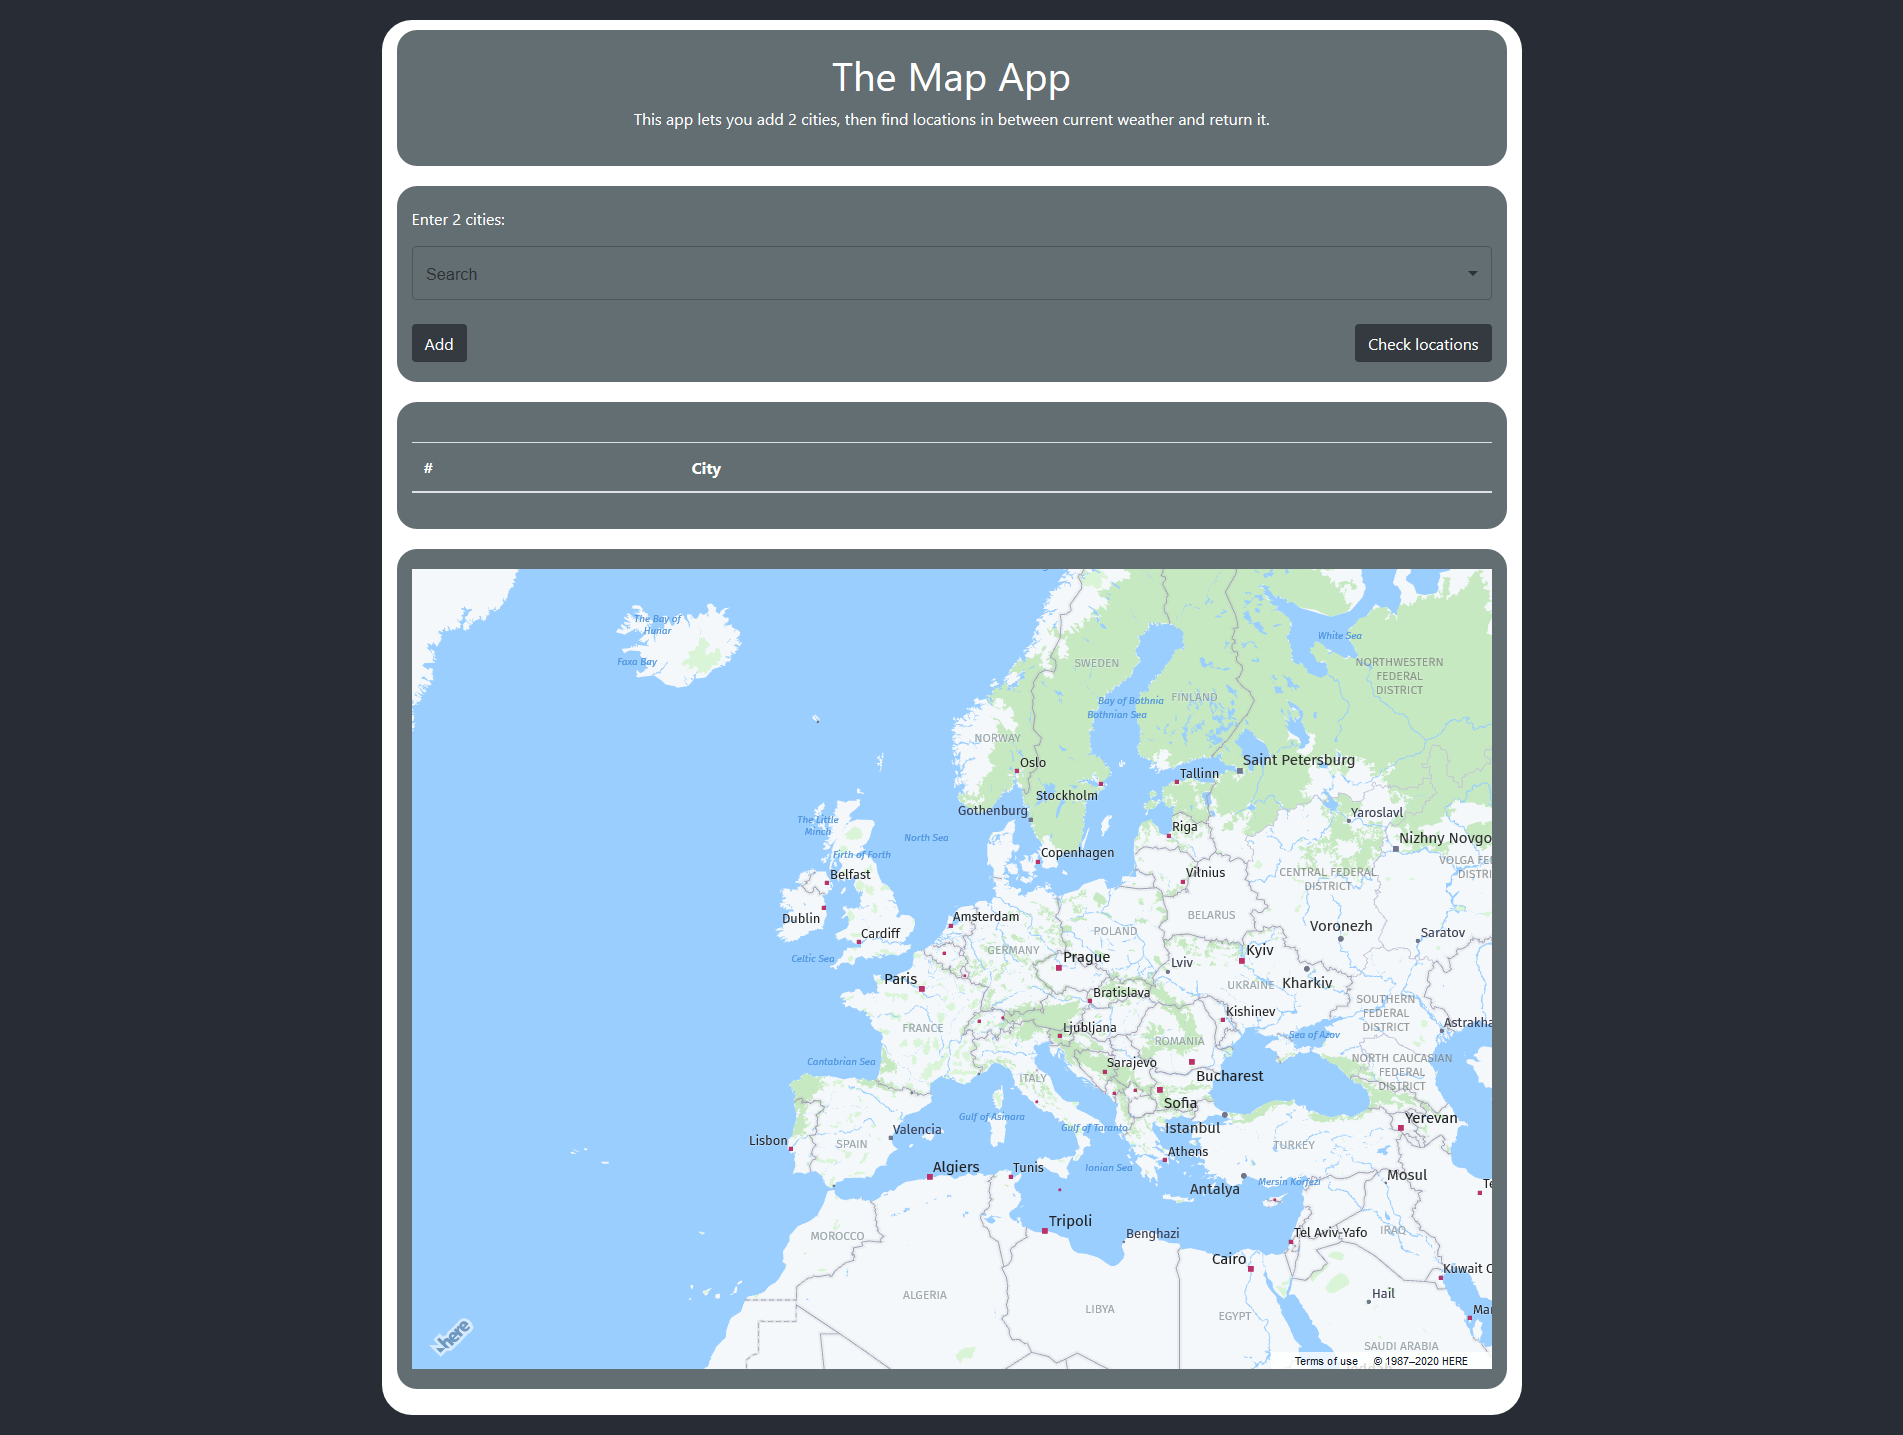 The Map App
This app lets you add 2 cities, then find locations in between current weather and return it.
Enter 2 cities:
Search
Add
Check locations
# City
The Bay of
Hunar
Faxa Bay
White Sea
SWEDEN
NORTHWESTERN
FEDERAL
DISTRICT
Bay of Bothnia
FINLAND
Bothnian Sea
NORWAY
Oslo
Saint Petersburg
Tallinn
Stockholm
Gothenburg
Yaroslavl
The Little
Minch
North Sea
Riga
Nizhny Novgo
Firth of Forth
Copenhagen
VOLGA FE
DISTRI
Belfast
Vilnius
CENTRAL FEDERAL
DISTRICT
Dublin
Amsterdam
BELARUS
Cardiff
POLAND
Voronezh
Saratov
Celtic Sea
GERMANY
Prague
Lviv
Kyiv
Paris
UKRAINE
Kharkiv
Bratislava
SOUTHERN
FEDERAL
DISTRICT
Kishinev
FRANCE
Ljubljana
Astrakha
Sea of Azov
ROMANIA
Cantabrian Sea
Sarajevo
NORTH CAUCASIAN
FEDERAL
DISTRICT
ITALY
Bucharest
Sofia
Gulf of Asinara
Yerevan
Valencia
Gulf of Taranto
Istanbul
Lisbon
SPAIN
TURKEY
Athens
Algiers
Tunis
Ionian Sea
Mosul
Antalya
Mersin Körfezi
Te
Tripoli
MOROCCO
Benghazi
Tel Aviv-Yafo
IRAQ
Cairo
Kuwait C
ALGERIA
LIBYA
Hail
EGYPT
Mar
SAUDI ARABIA
here
Terms of use © 1987–2020 HERE